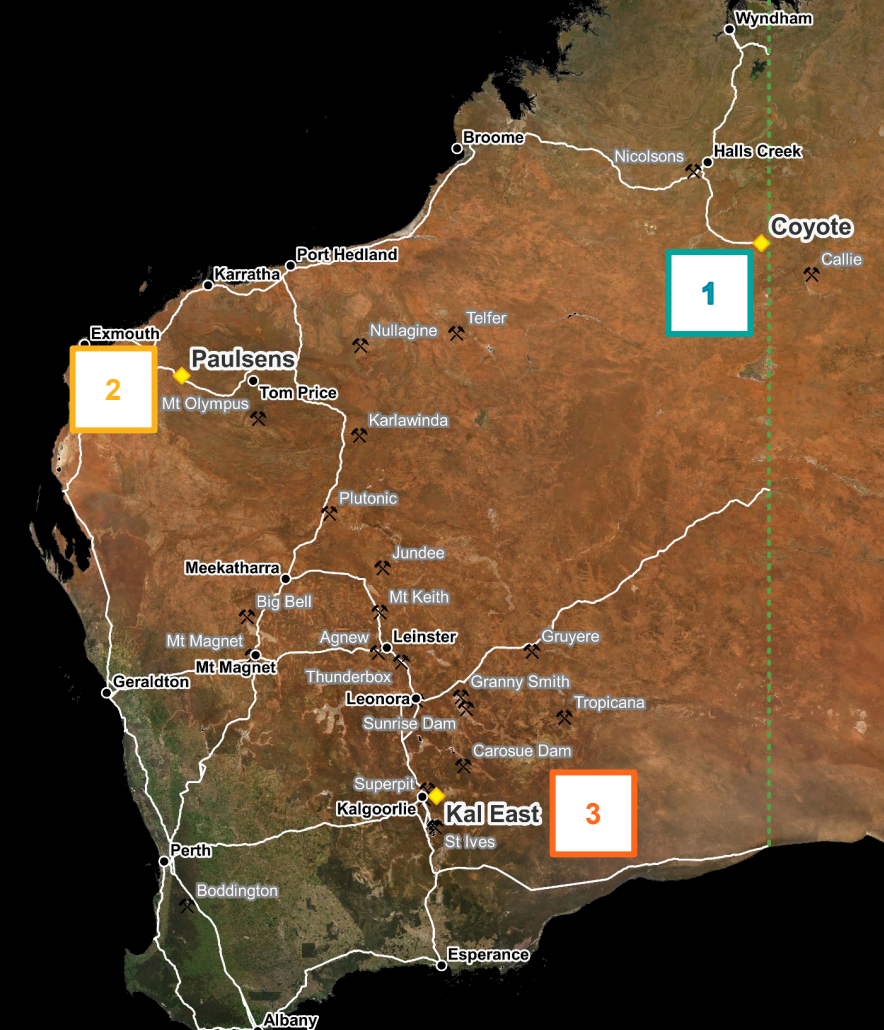 Wyndham
Broome
Nicolsons
Halls Creek
Coyote
Callie
1
Port Hedland
Karratha
Exmouth
Nullagine
Telfer
Paulsens
2
Tom Price
Mt Olympus
Karlawinda
Plutonic
Jundee
Meekatharra
Big Bell
Mt Keith
Mt Magnet
Agnew
Leinster
Gruyere
Mt Magnet
Geraldton
Thunderbox
Granny Smith
Leonora
Tropicana
Sunrise Dam
Carosue Dam
Superpit
Kalgoorlie
Kal East
3
St Ives
Perth
Boddington
Esperance
Albany